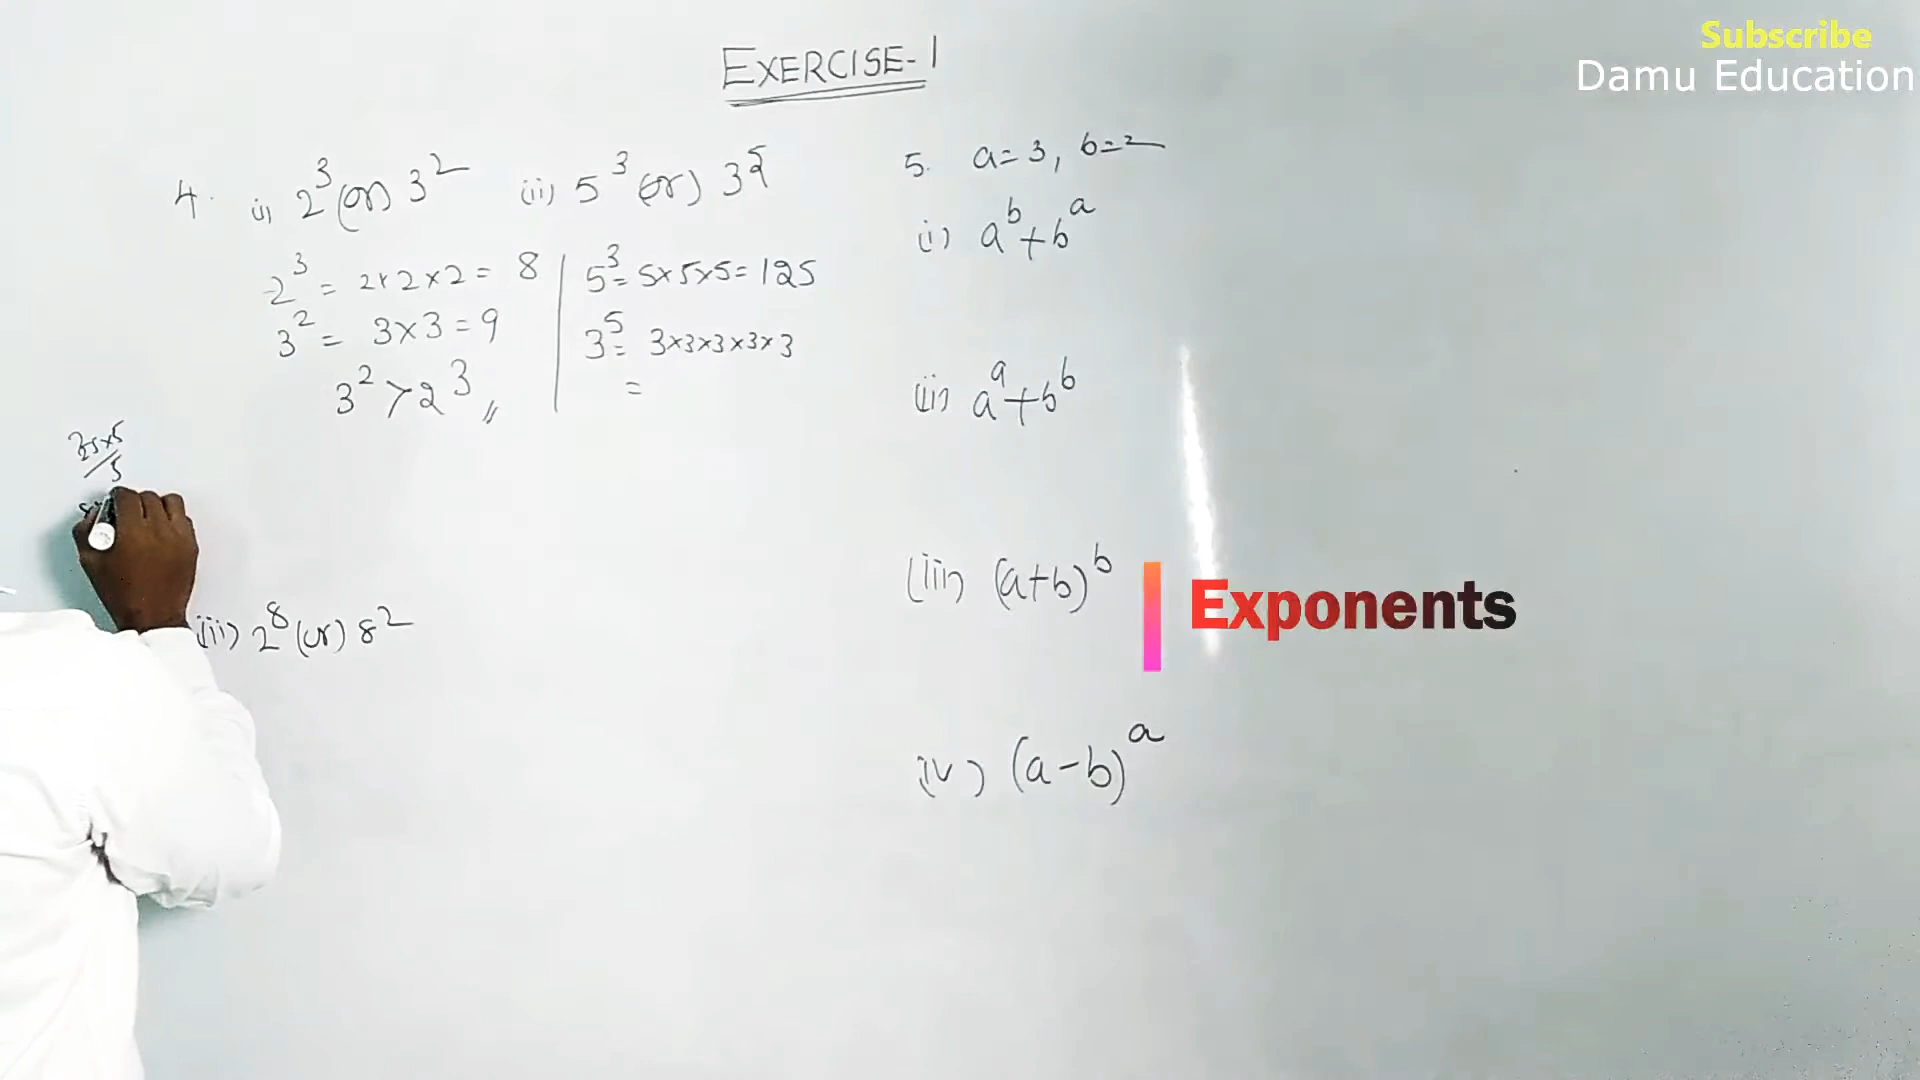 Subscribe
Damu Education
EXERCISE-1
4. (i) 2³ (or) 3² (ii) 5³ (or) 3⁵
2³ = 2×2×2 = 8
3² = 3×3 = 9
3² > 2³
5³ = 5×5×5 = 125
3⁵ = 3×3×3×3×3
=
(iii) 2⁸ (or) 8²
5. a=3, b=2
(i) aᵇ+bᵃ
(ii) aᵃ+bᵇ
(iii) (a+b)ᵇ
(iv) (a-b)ᵃ
Exponents